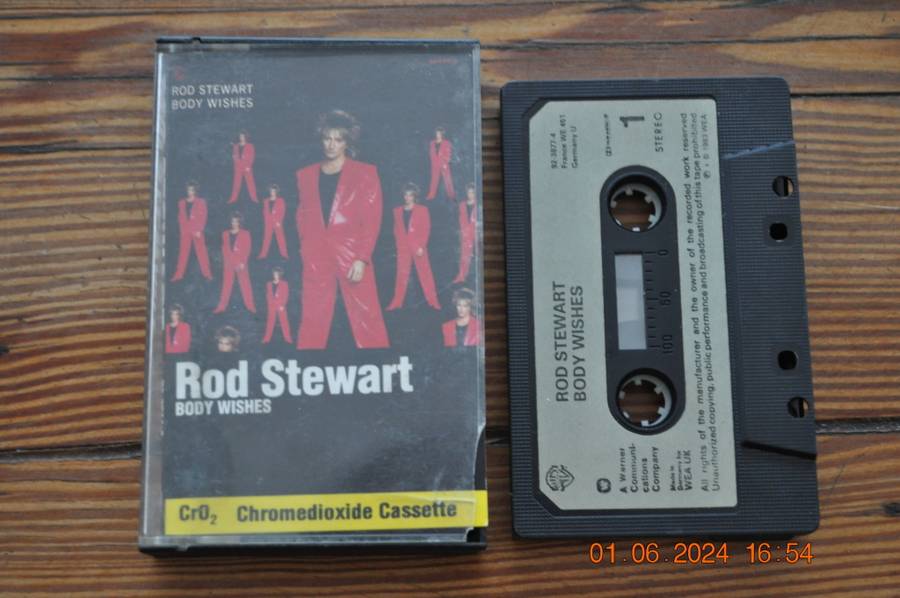 ROD STEWART
BODY WISHES
Rod Stewart
BODY WISHES
CrO2 Chromedioxide Cassette
92-3877-4
France WE 461
Germany U
1
STEREO
ROD STEWART
BODY WISHES
0
50
100
A Warner
Communi-
cations
Company
Made in
Germany for
WEA UK
All rights of the manufacturer and the owner of the recorded work reserved
Unauthorized copying, public performance and broadcasting of this tape prohibited
℗ + © 1983 WEA
01.06.2024 16:54